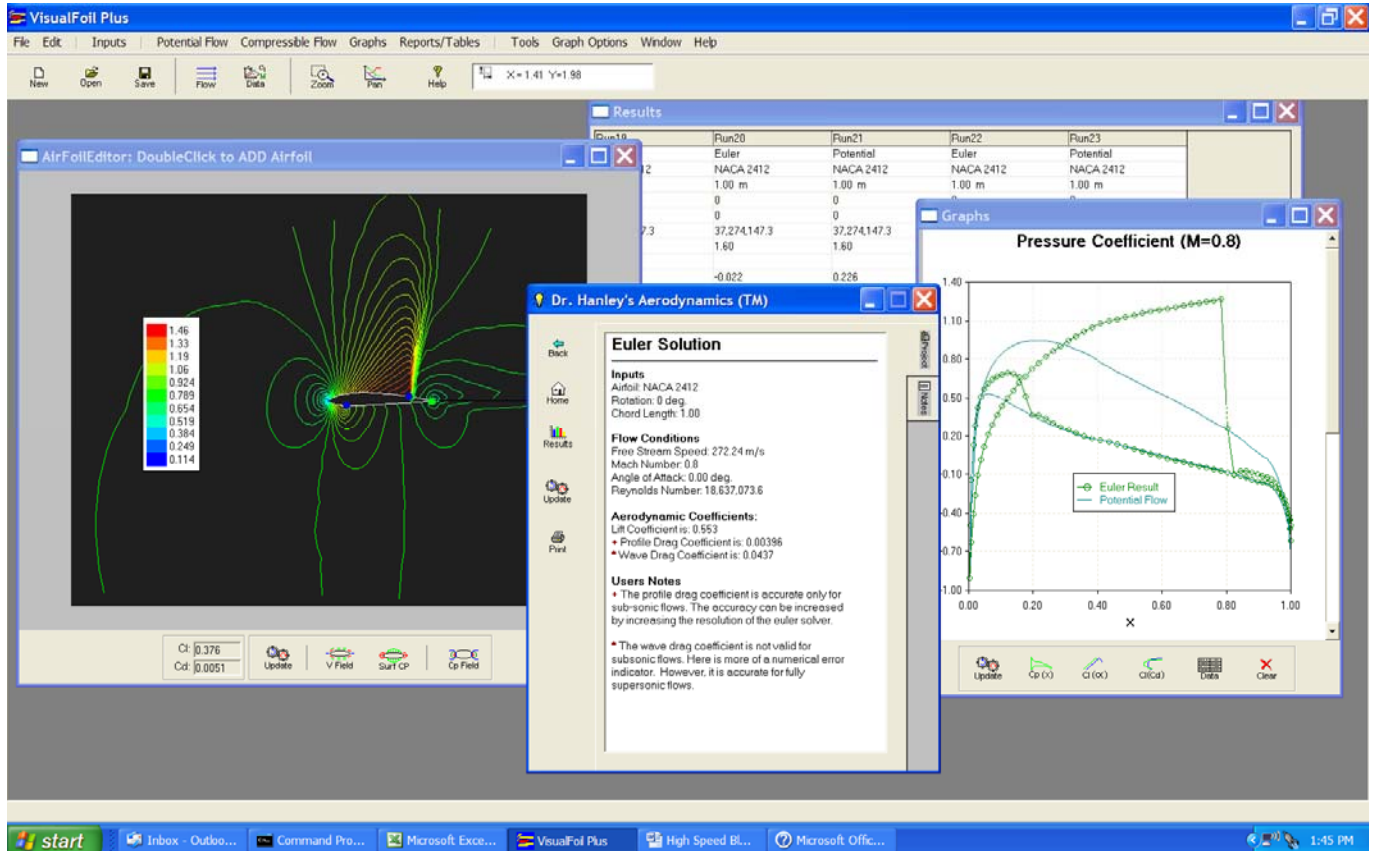 VisualFoil Plus
File Edit Inputs Potential Flow Compressible Flow Graphs Reports/Tables Tools Graph Options Window Help
New Open Save Flow Data Zoom Pan Help X= 1.41 Y=1.98
Results
Run19 Run20 Run21 Run22 Run23
Euler Potential Euler Potential
12 NACA 2412 NACA 2412 NACA 2412 NACA 2412
1.00 m 1.00 m 1.00 m 1.00 m
0 0
0 0
7.3 37,274,147.3 37,274,147.3
1.60 1.60
-0.022 0.226
AirFoilEditor: DoubleClick to ADD Airfoil
1.46
1.33
1.19
1.06
0.924
0.789
0.654
0.519
0.384
0.249
0.114
Cl: 0.376
Cd: 0.0051
Update V Field Surf CP Cp Field
Dr. Hanley's Aerodynamics (TM)
Back
Home
Results
Update
Print
Project
Notes
Euler Solution
Inputs
Airfoil: NACA 2412
Rotation: 0 deg.
Chord Length: 1.00
Flow Conditions
Free Stream Speed: 272.24 m/s
Mach Number: 0.8
Angle of Attack: 0.00 deg.
Reynolds Number: 18,637,073.6
Aerodynamic Coefficients:
Lift Coefficient is: 0.553
+ Profile Drag Coefficient is: 0.00396
* Wave Drag Coefficient is: 0.0437
Users Notes
+ The profile drag coefficient is accurate only for
sub-sonic flows. The accuracy can be increased
by increasing the resolution of the euler solver.
* The wave drag coefficient is not valid for
subsonic flows. Here is more of a numerical error
indicator. However, it is accurate for fully
supersonic flows.
Graphs
Pressure Coefficient (M=0.8)
1.40
1.10
0.80
0.50
0.20
-0.10
-0.40
-0.70
-1.00
0.00 0.20 0.40 0.60 0.80 1.00
X
Euler Result
Potential Flow
Update Cp (x) Cl (α) Cl(Cd) Data Clear
start Inbox - Outloo... Command Pro... Microsoft Exce... VisualFoil Plus High Speed Bl... Microsoft Offic... 1:45 PM